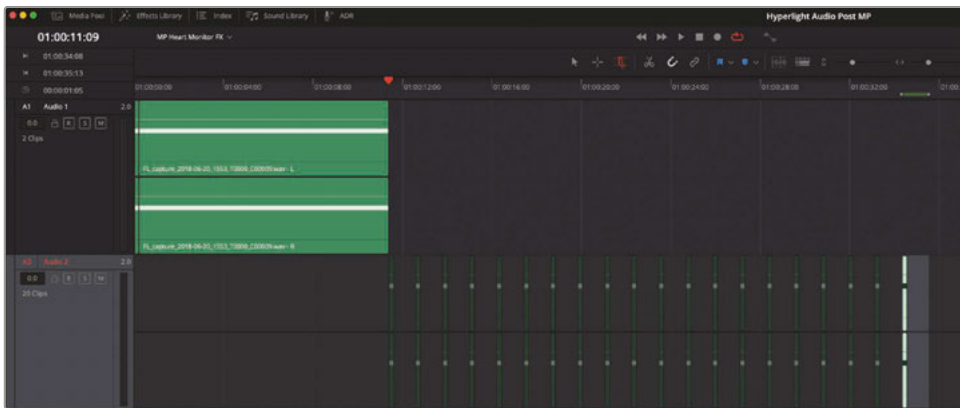 Media Pool Effects Library Index Sound Library ADR Hyperlight Audio Post MP
01:00:11:09 MP Heart Monitor FX
01:00:34:08
01:00:35:13
00:00:01:05
01:00:00:00 01:00:04:00 01:00:08:00 01:00:12:00 01:00:16:00 01:00:20:00 01:00:24:00 01:00:28:00 01:00:32:00 01:00:
A1 Audio 1 2.0
0.0 R S M
2 Clips
- L
- R
A2 Audio 2 2.0
0.0 R S M
20 Clips